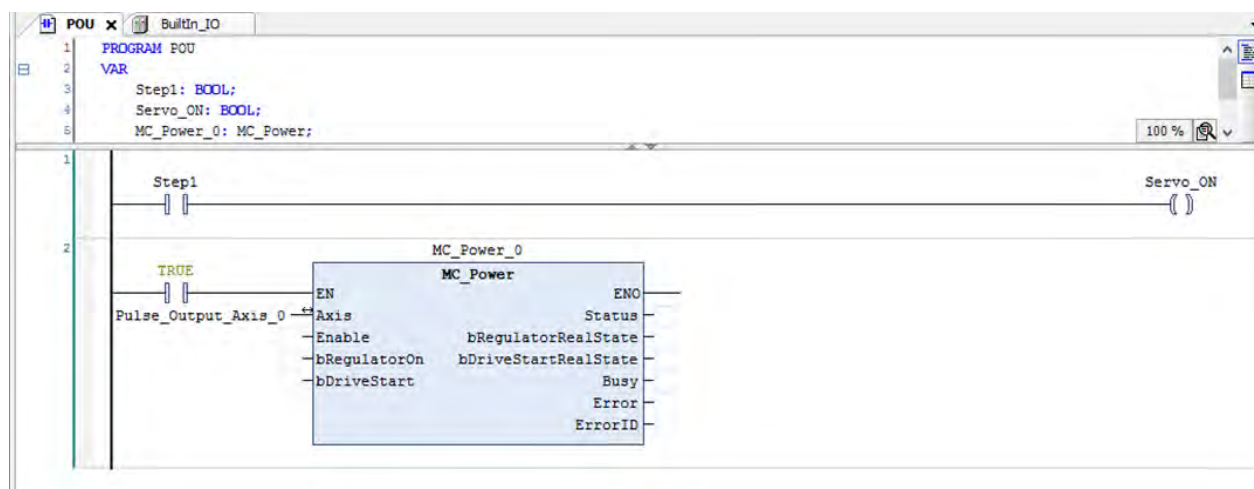 POU X BuiltIn_IO
1 PROGRAM POU
2 VAR
3 Step1: BOOL;
4 Servo_ON: BOOL;
5 MC_Power_0: MC_Power;
100 %
1
Step1 Servo_ON
2
MC_Power_0
TRUE MC_Power
EN ENO
Pulse_Output_Axis_0 Axis Status
Enable bRegulatorRealState
bRegulatorOn bDriveStartRealState
bDriveStart Busy
Error
ErrorID